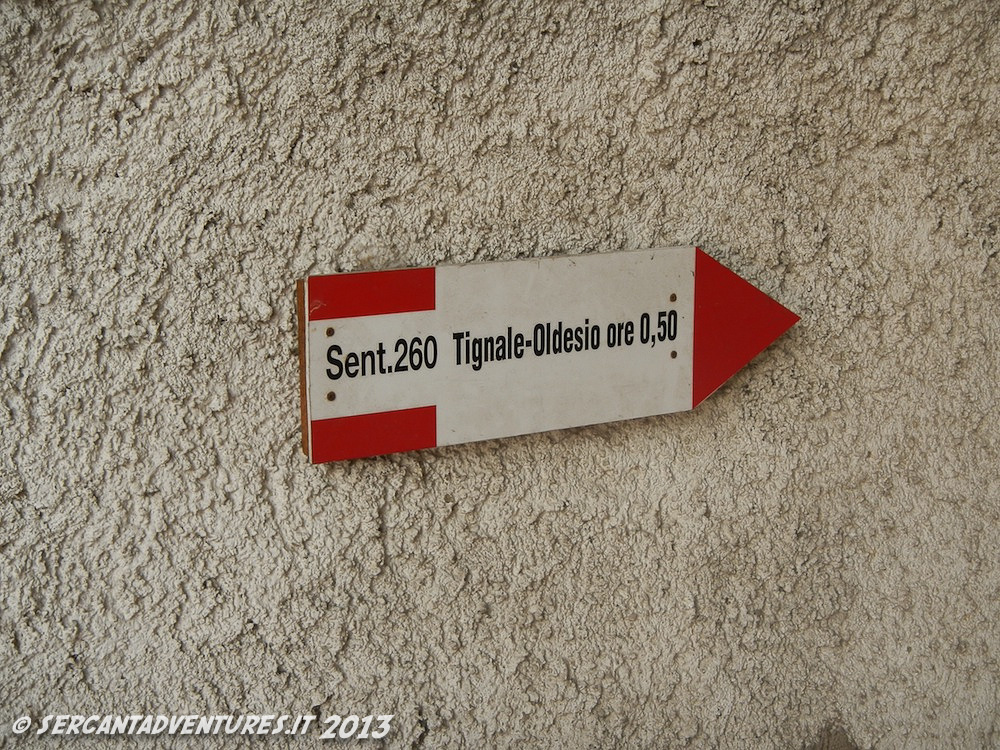 Sent.260 Tignale-Oldesio ore 0,50
© SERCANTADVENTURES.IT 2013